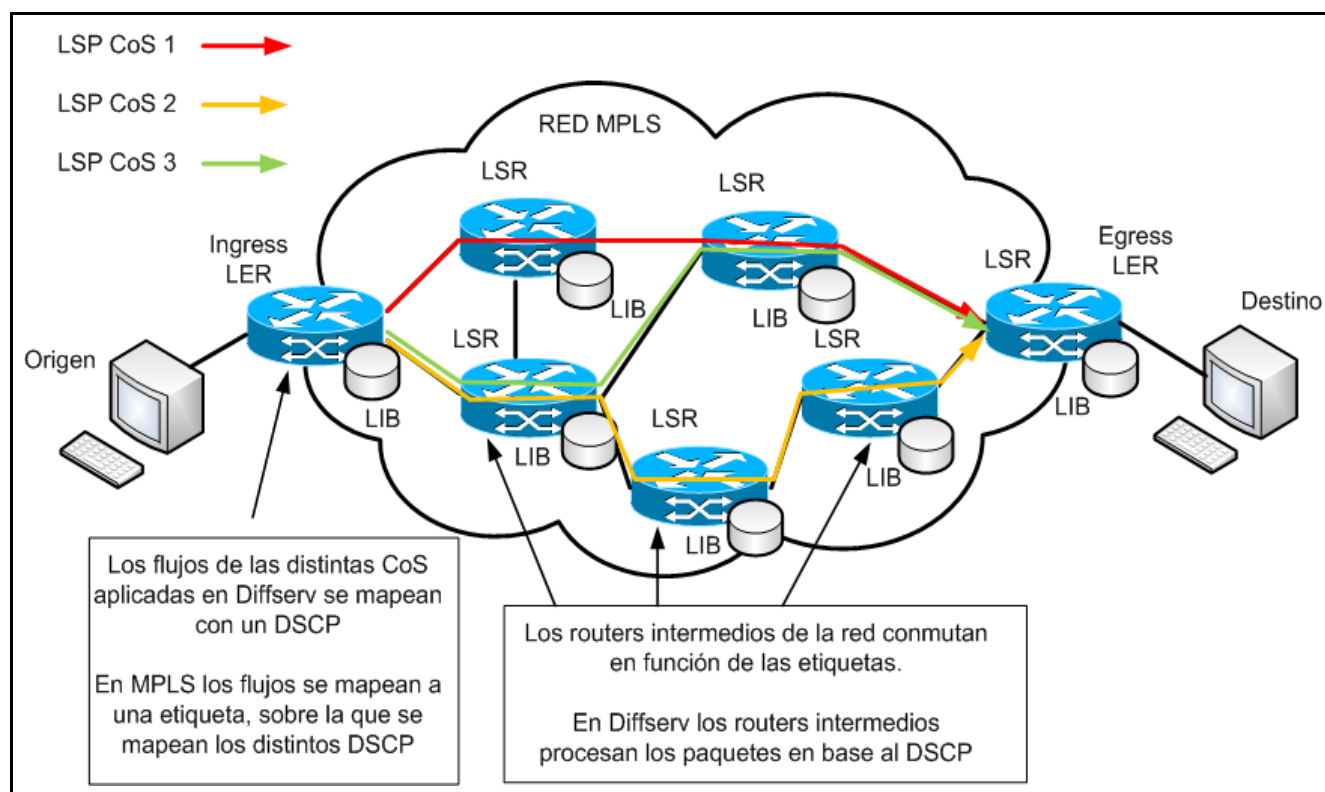 LSP CoS 1
LSP CoS 2
LSP CoS 3
RED MPLS
LSR
LSR
Ingress
LER
LSR
Egress
LER
Destino
LIB
LIB
LSR
LSR
Origen
LIB
LIB
LSR
LIB
LIB
LIB
Los flujos de las distintas CoS
aplicadas en Diffserv se mapean
con un DSCP
En MPLS los flujos se mapean a
una etiqueta, sobre la que se
mapean los distintos DSCP
Los routers intermedios de la red conmutan
en función de las etiquetas.
En Diffserv los routers intermedios
procesan los paquetes en base al DSCP